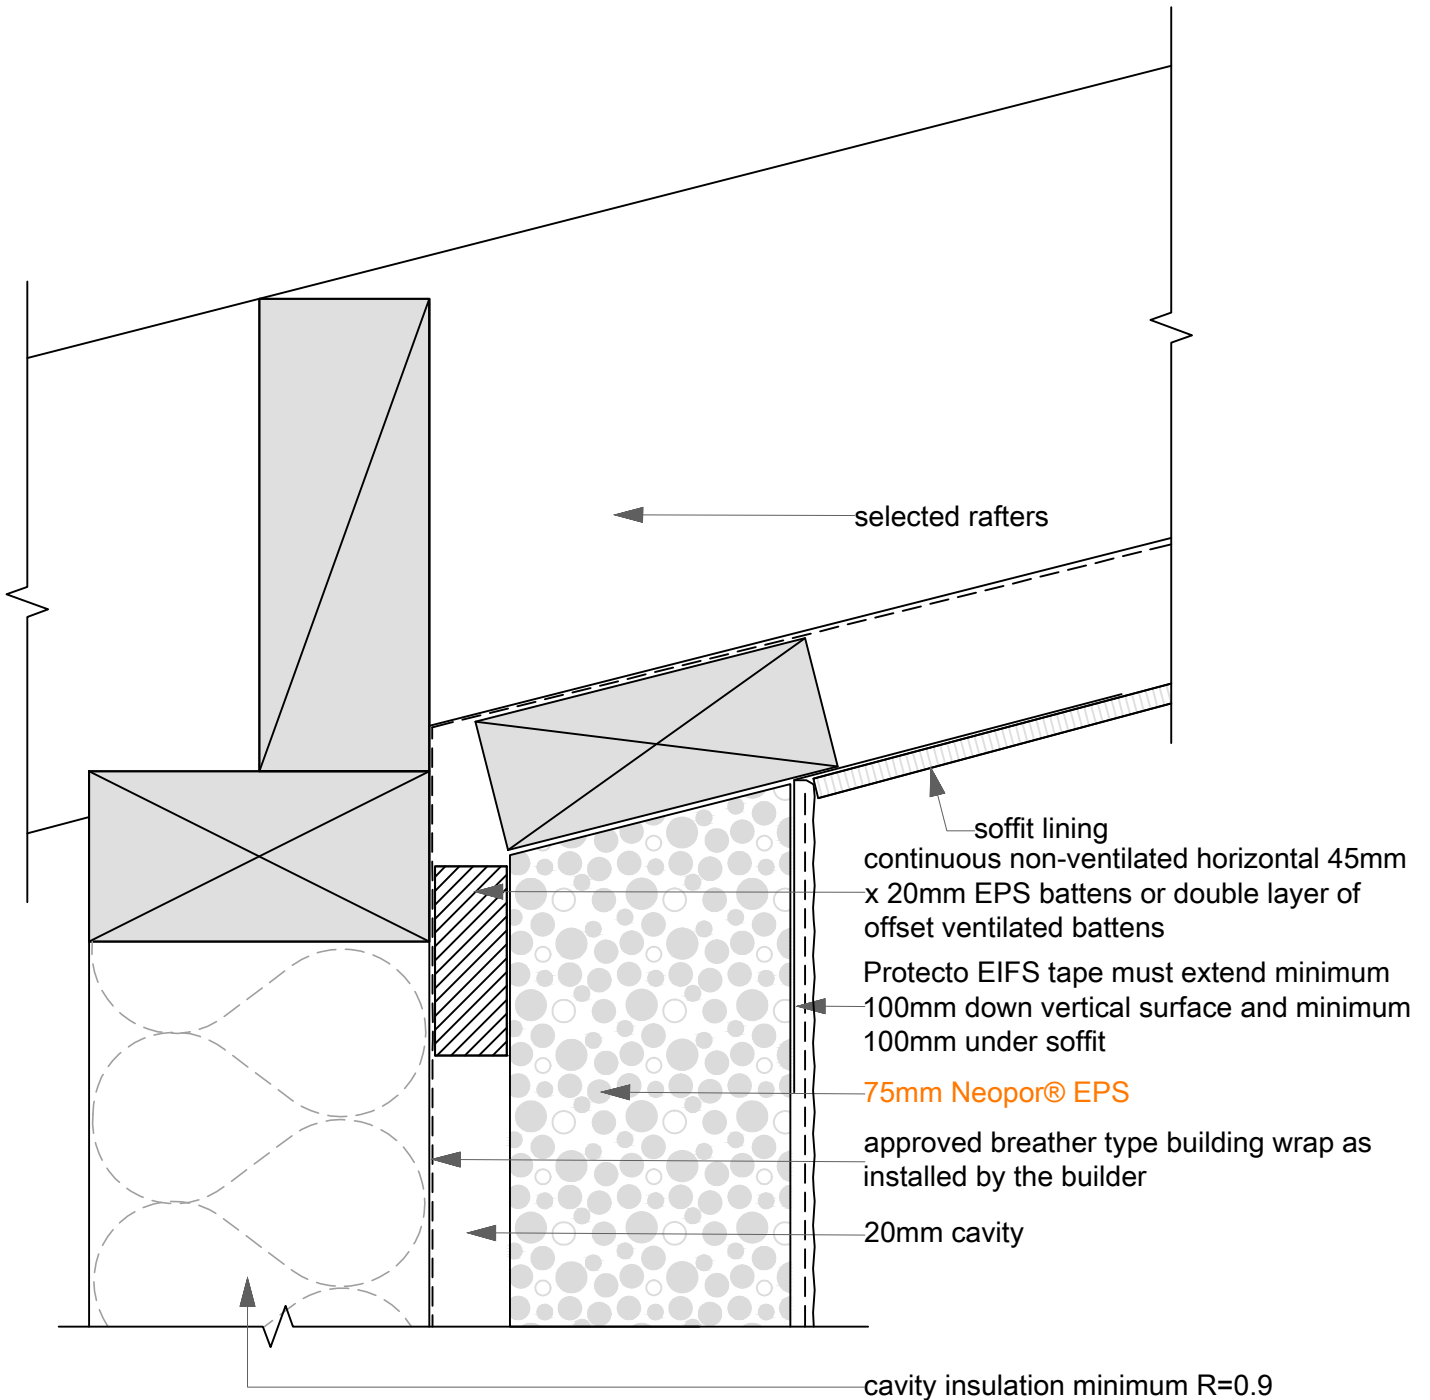 selected rafters
soffit lining
continuous non-ventilated horizontal 45mm
x 20mm EPS battens or double layer of
offset ventilated battens
Protecto EIFS tape must extend minimum
100mm down vertical surface and minimum
100mm under soffit
75mm Neopor® EPS
approved breather type building wrap as
installed by the builder
20mm cavity
cavity insulation minimum R=0.9